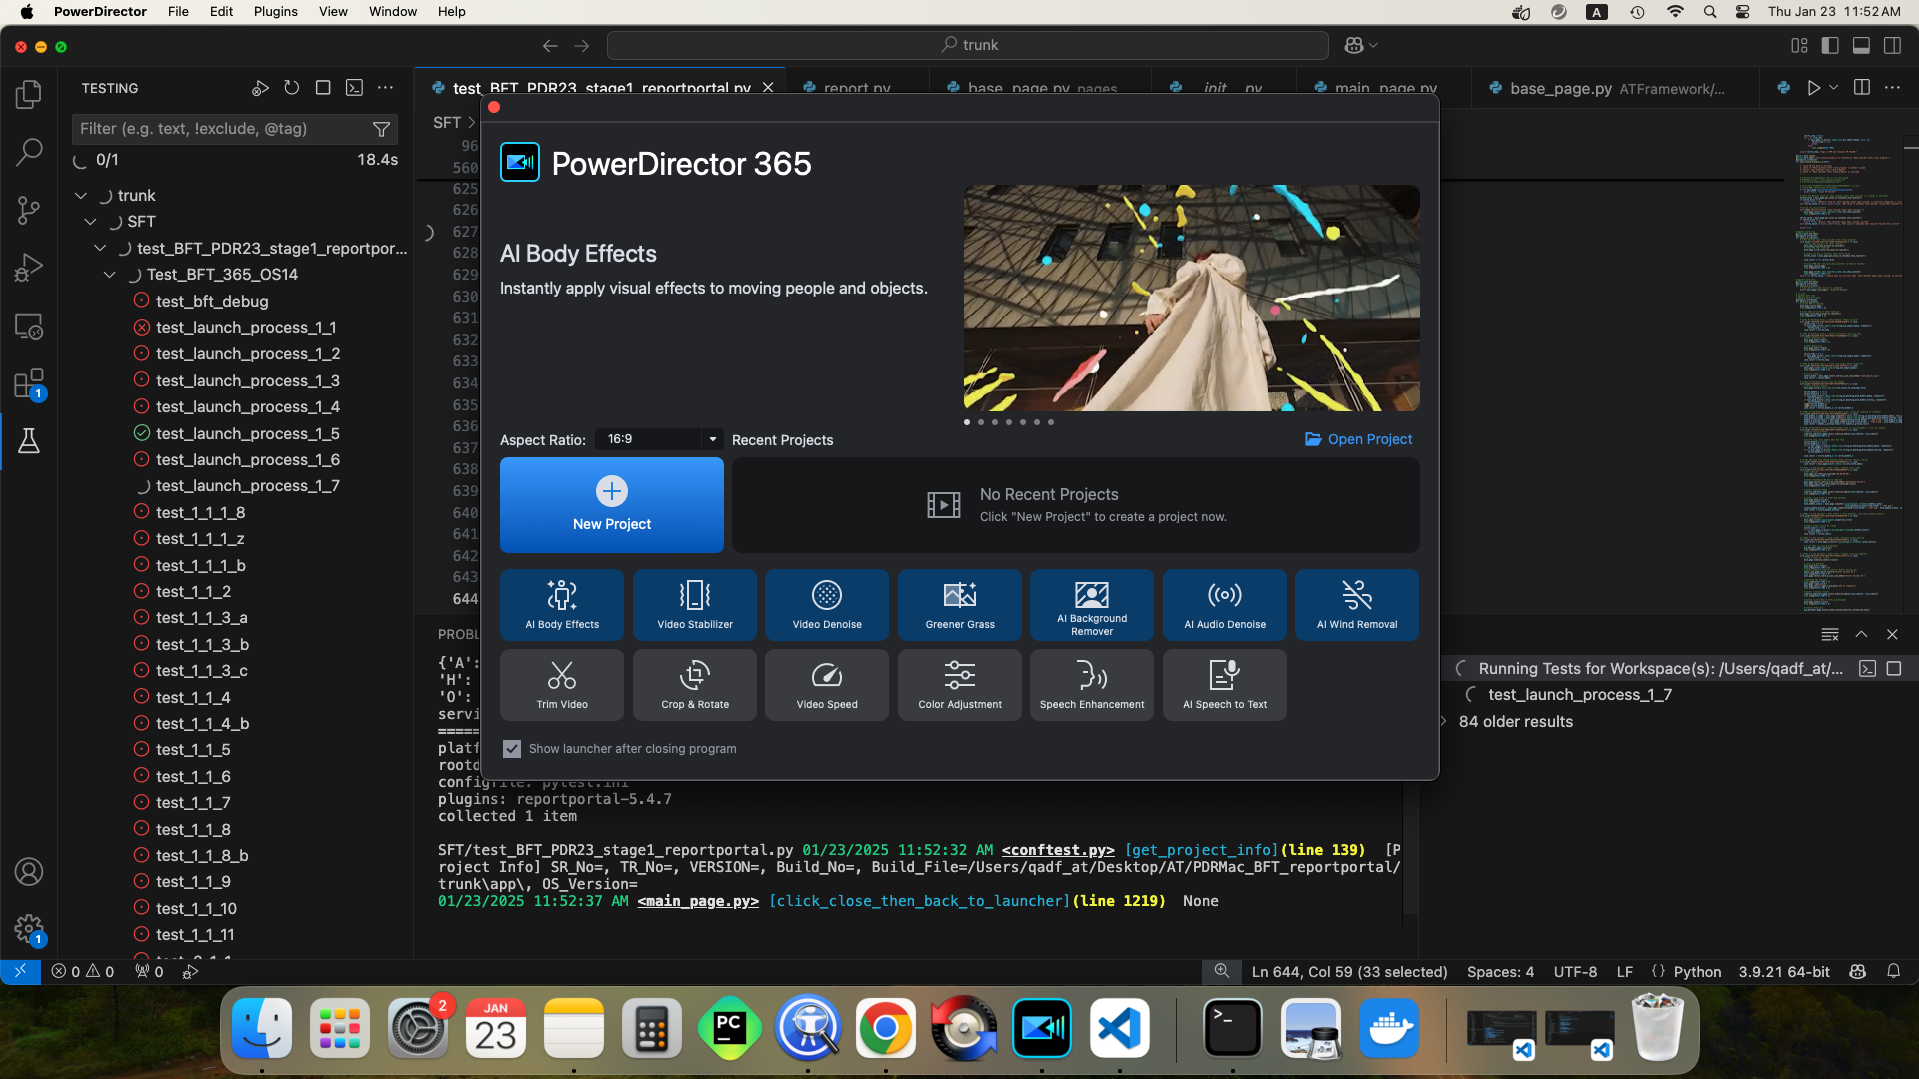 PowerDirector File Edit Plugins View Window Help
A
Thu Jan 23 11:52 AM
trunk
TESTING
Filter (e.g. text, !exclude, @tag)
0/1 18.4s
trunk
SFT
test_BFT_PDR23_stage1_reportpor...
Test_BFT_365_OS14
test_bft_debug
test_launch_process_1_1
test_launch_process_1_2
test_launch_process_1_3
test_launch_process_1_4
test_launch_process_1_5
test_launch_process_1_6
test_launch_process_1_7
test_1_1_1_8
test_1_1_1_z
test_1_1_1_b
test_1_1_2
test_1_1_3_a
test_1_1_3_b
test_1_1_3_c
test_1_1_4
test_1_1_4_b
test_1_1_5
test_1_1_6
test_1_1_7
test_1_1_8
test_1_1_8_b
test_1_1_9
test_1_1_10
test_1_1_11
test_BFT_PDR23_stage1_reportportal.py report.py base_page.py pages __init__.py main_page.py base_page.py ATFramework/...
SFT >
96
560
625
626
627
628
629
630
631
632
633
634
635
636
637
638
639
640
641
642
643
644
PowerDirector 365
AI Body Effects
Instantly apply visual effects to moving people and objects.
Aspect Ratio: 16:9 Recent Projects Open Project
New Project
No Recent Projects
Click "New Project" to create a project now.
AI Body Effects Video Stabilizer Video Denoise Greener Grass AI Background Remover AI Audio Denoise AI Wind Removal
Trim Video Crop & Rotate Video Speed Color Adjustment Speech Enhancement AI Speech to Text
Show launcher after closing program
PROBL
{'A':
'H':
'O':
servi
=====
platf
rootd
configfile: pytest.ini
plugins: reportportal-5.4.7
collected 1 item
SFT/test_BFT_PDR23_stage1_reportportal.py 01/23/2025 11:52:32 AM <conftest.py> [get_project_info](line 139) [P
roject Info] SR_No=, TR_No=, VERSION=, Build_No=, Build_File=/Users/qadf_at/Desktop/AT/PDRMac_BFT_reportportal/
trunk\app\, OS_Version=
01/23/2025 11:52:37 AM <main_page.py> [click_close_then_back_to_launcher](line 1219) None
Running Tests for Workspace(s): /Users/qadf_at/...
test_launch_process_1_7
84 older results
1
1
0 0 0
Ln 644, Col 59 (33 selected) Spaces: 4 UTF-8 LF {} Python 3.9.21 64-bit
2
JAN
23
PC
>_